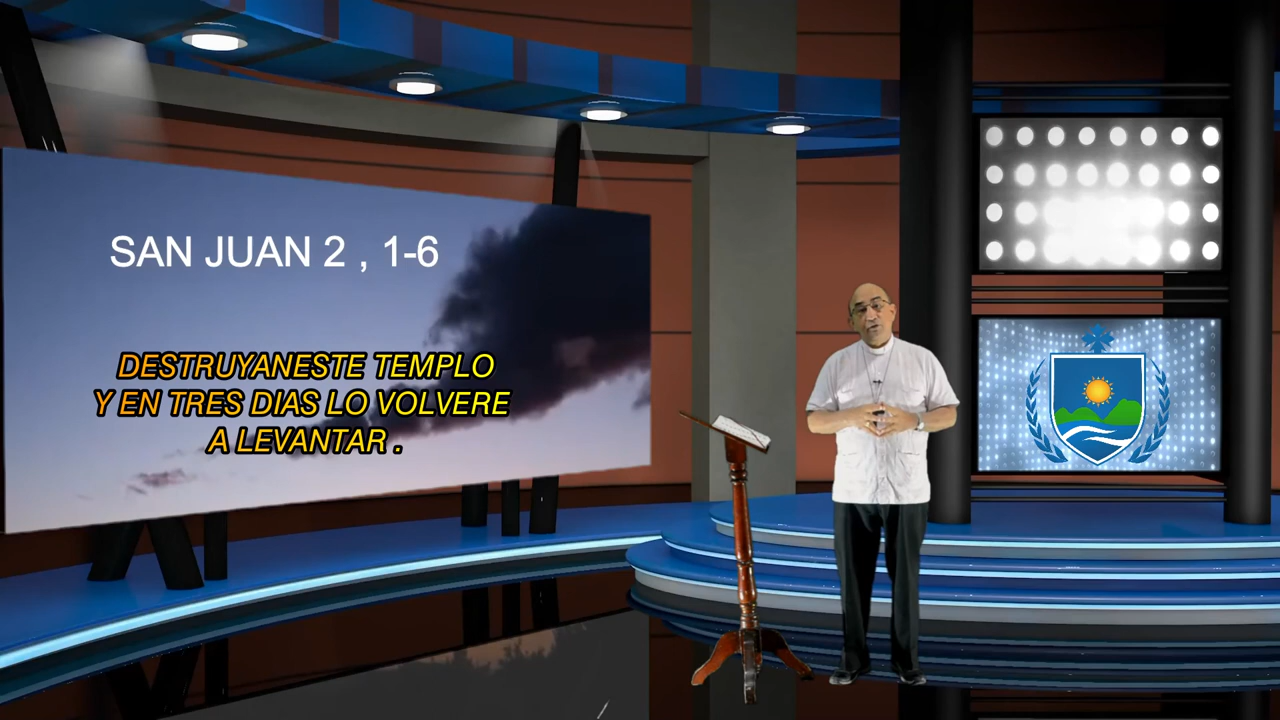 SAN JUAN 2 , 1-6
DESTRUYANESTE TEMPLO
Y EN TRES DIAS LO VOLVERE
A LEVANTAR .